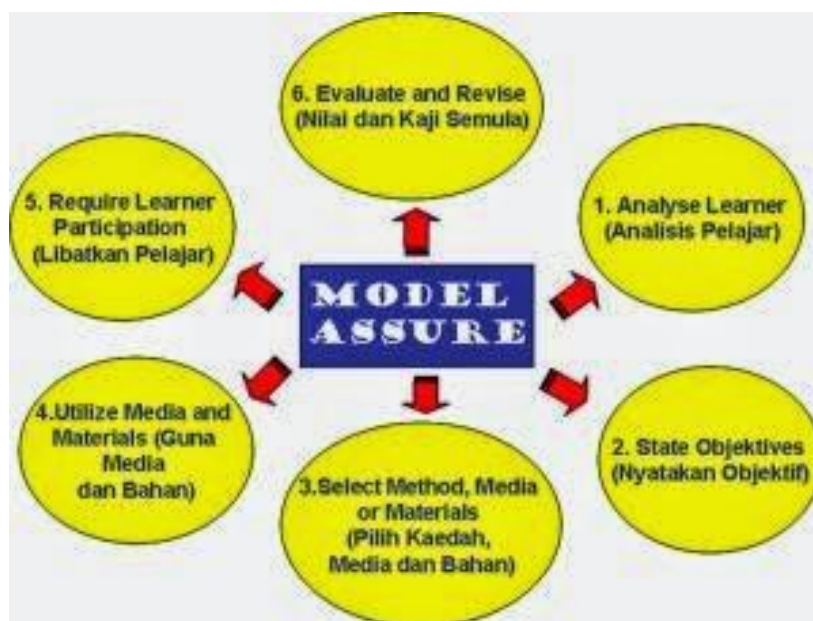 MODEL
ASSURE
1. Analyse Learner
(Analisis Pelajar)
2. State Objektives
(Nyatakan Objektif)
3.Select Method, Media
or Materials
(Pilih Kaedah,
Media dan Bahan)
4.Utilize Media and
Materials (Guna
Media
dan Bahan)
5. Require Learner
Participation
(Libatkan Pelajar)
6. Evaluate and Revise
(Nilai dan Kaji Semula)